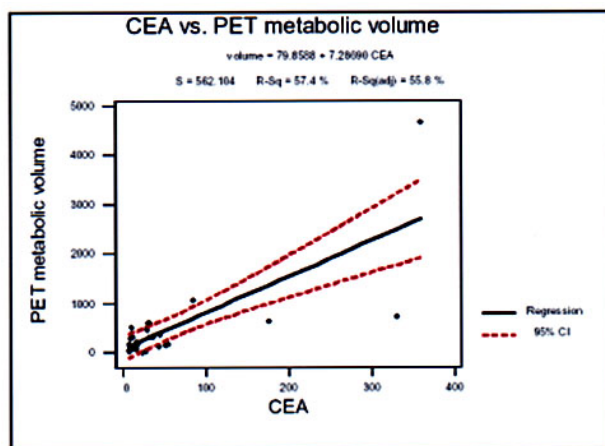 CEA vs. PET metabolic volume
volume = 79.8588 + 7.28690 CEA
S = 562.104 R-Sq = 57.4 % R-Sq(adj) = 55.8 %
5000
4000
3000
2000
1000
0
PET metabolic volume
0 100 200 300 400
CEA
Regression
95% CI